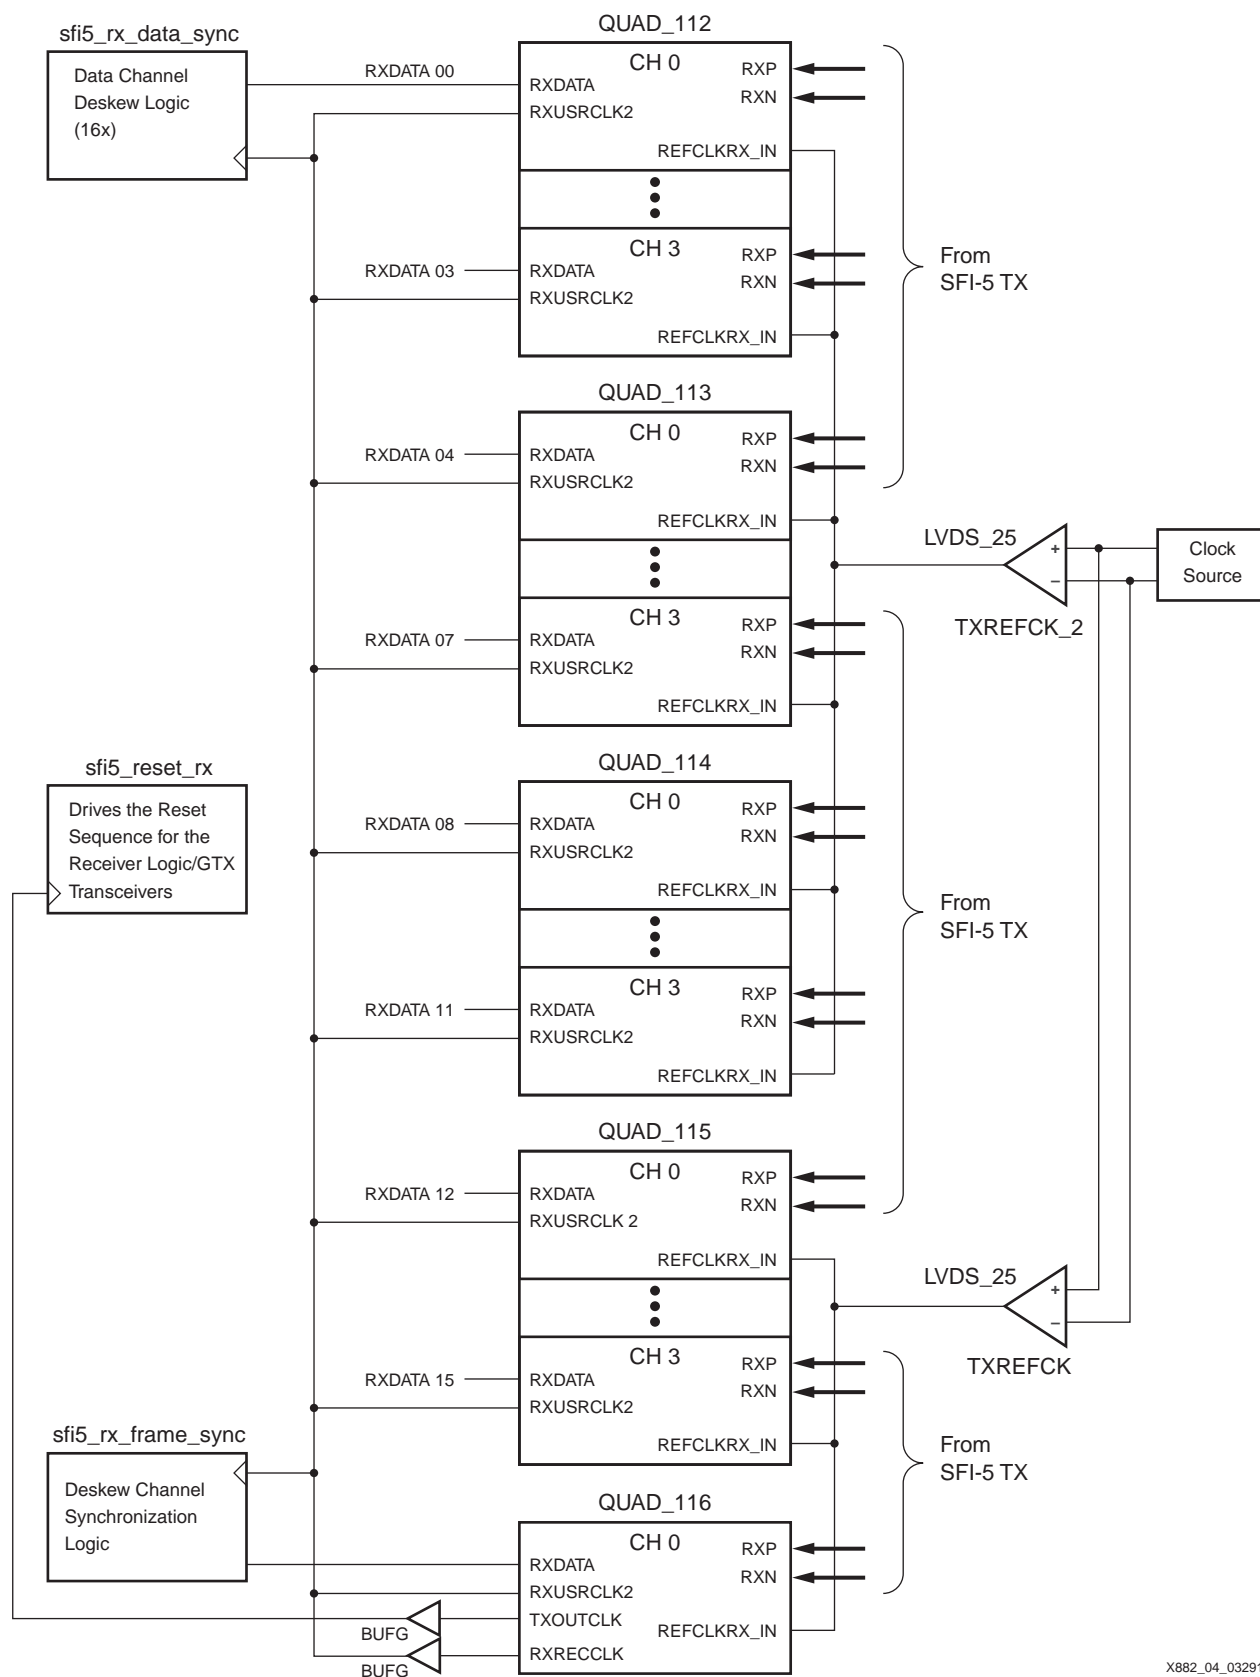 sfi5_rx_data_sync
Data Channel
Deskew Logic
(16x)
QUAD_112
RXDATA 00
CH 0
RXDATA
RXUSRCLK2
RXP
RXN
REFCLKRX_IN
RXDATA 03
CH 3
RXDATA
RXUSRCLK2
RXP
RXN
REFCLKRX_IN
From
SFI-5 TX
QUAD_113
RXDATA 04
CH 0
RXDATA
RXUSRCLK2
RXP
RXN
REFCLKRX_IN
LVDS_25
+
−
TXREFCK_2
Clock
Source
RXDATA 07
CH 3
RXDATA
RXUSRCLK2
RXP
RXN
REFCLKRX_IN
sfi5_reset_rx
Drives the Reset
Sequence for the
Receiver Logic/GTX
Transceivers
QUAD_114
RXDATA 08
CH 0
RXDATA
RXUSRCLK2
RXP
RXN
REFCLKRX_IN
From
SFI-5 TX
RXDATA 11
CH 3
RXDATA
RXUSRCLK2
RXP
RXN
REFCLKRX_IN
QUAD_115
RXDATA 12
CH 0
RXDATA
RXUSRCLK 2
RXP
RXN
REFCLKRX_IN
LVDS_25
+
−
TXREFCK
RXDATA 15
CH 3
RXDATA
RXUSRCLK2
RXP
RXN
REFCLKRX_IN
From
SFI-5 TX
sfi5_rx_frame_sync
Deskew Channel
Synchronization
Logic
QUAD_116
CH 0
RXDATA
RXUSRCLK2
TXOUTCLK
RXRECCLK
RXP
RXN
REFCLKRX_IN
BUFG
BUFG
X882_04_03291